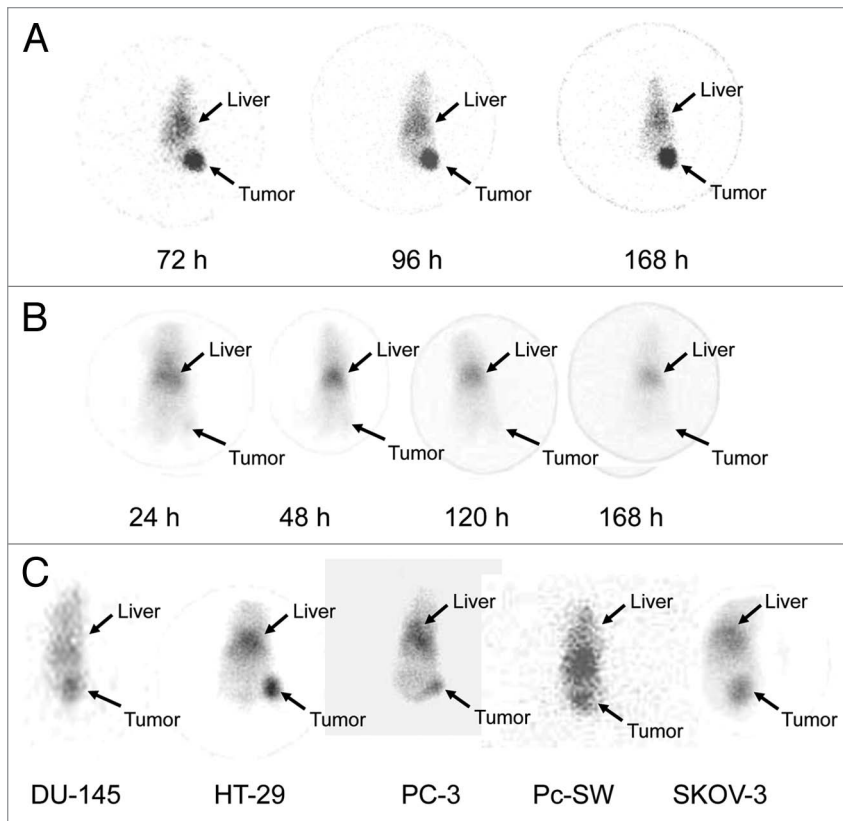 A
Liver
Tumor
Liver
Tumor
Liver
Tumor
72 h
96 h
168 h
B
Liver
Tumor
Liver
Tumor
Liver
Tumor
Liver
Tumor
24 h
48 h
120 h
168 h
C
Liver
Tumor
Liver
Tumor
Liver
Tumor
Liver
Tumor
Liver
Tumor
DU-145
HT-29
PC-3
Pc-SW
SKOV-3